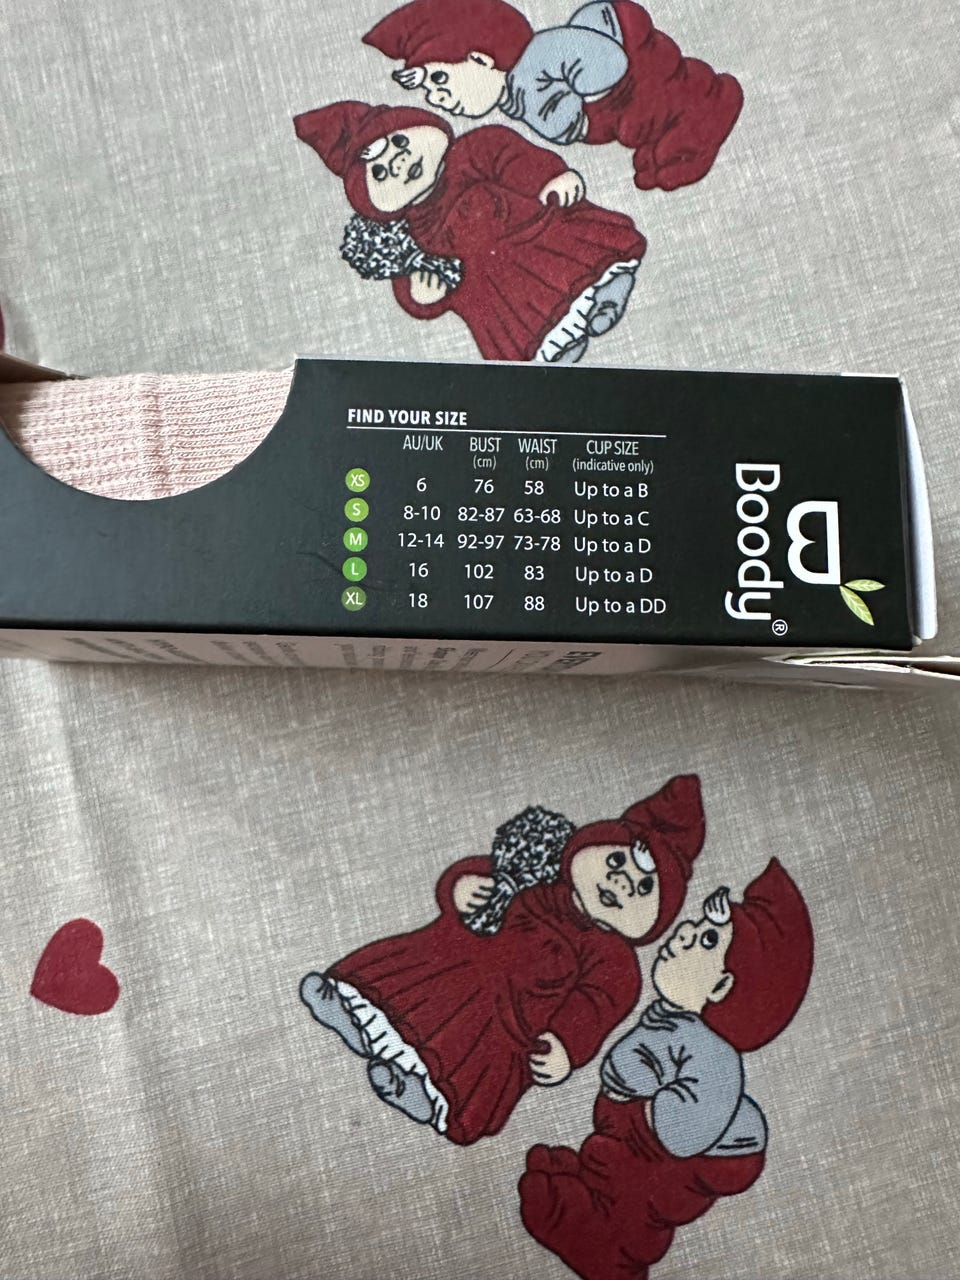 FIND YOUR SIZE
AU/UK BUST WAIST CUP SIZE
(cm) (cm) (indicative only)
XS 6 76 58 Up to a B
S 8-10 82-87 63-68 Up to a C
M 12-14 92-97 73-78 Up to a D
L 16 102 83 Up to a D
XL 18 107 88 Up to a DD
Boody®